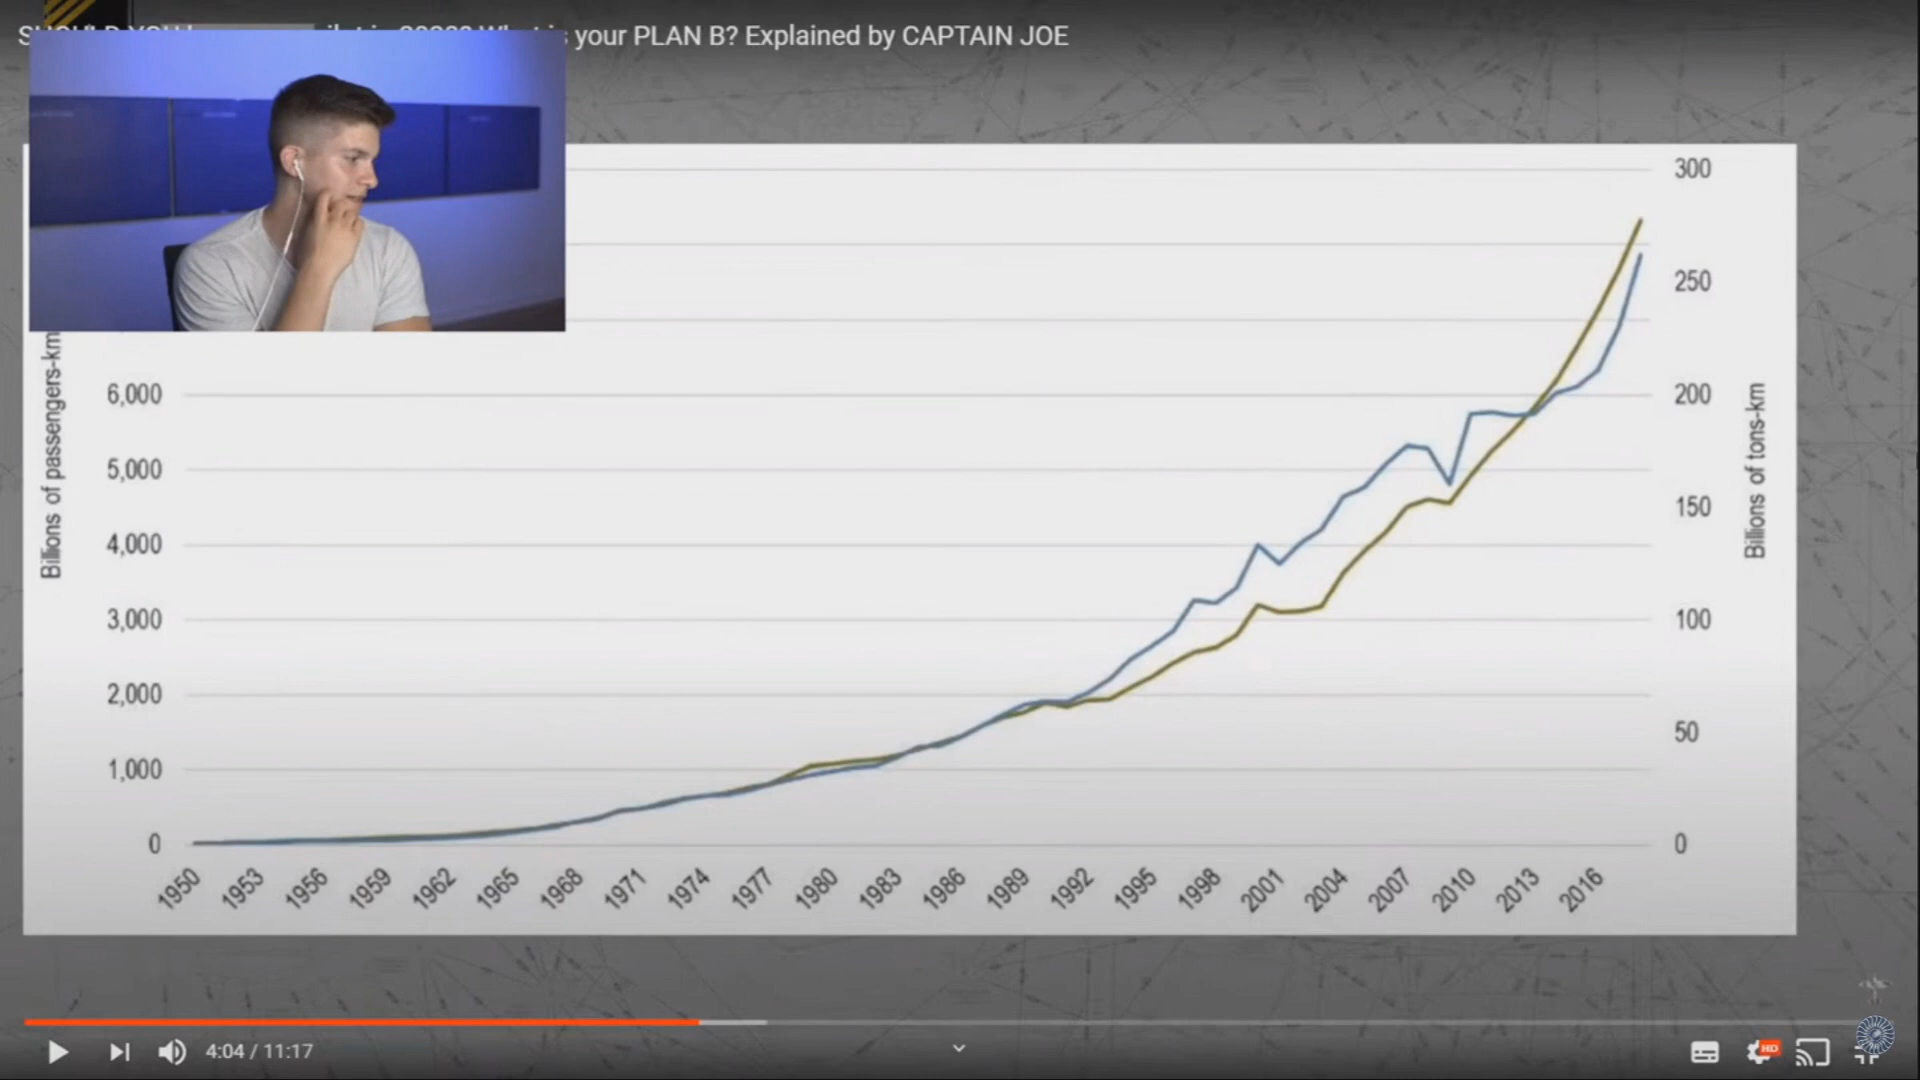 your PLAN B? Explained by CAPTAIN JOE
300
250
200
150
100
50
0
Billions of tons-km
Billions of passengers-km
6,000
5,000
4,000
3,000
2,000
1,000
0
1950 1953 1956 1959 1962 1965 1968 1971 1974 1977 1980 1983 1986 1989 1992 1995 1998 2001 2004 2007 2010 2013 2016
4:04 / 11:17
HD